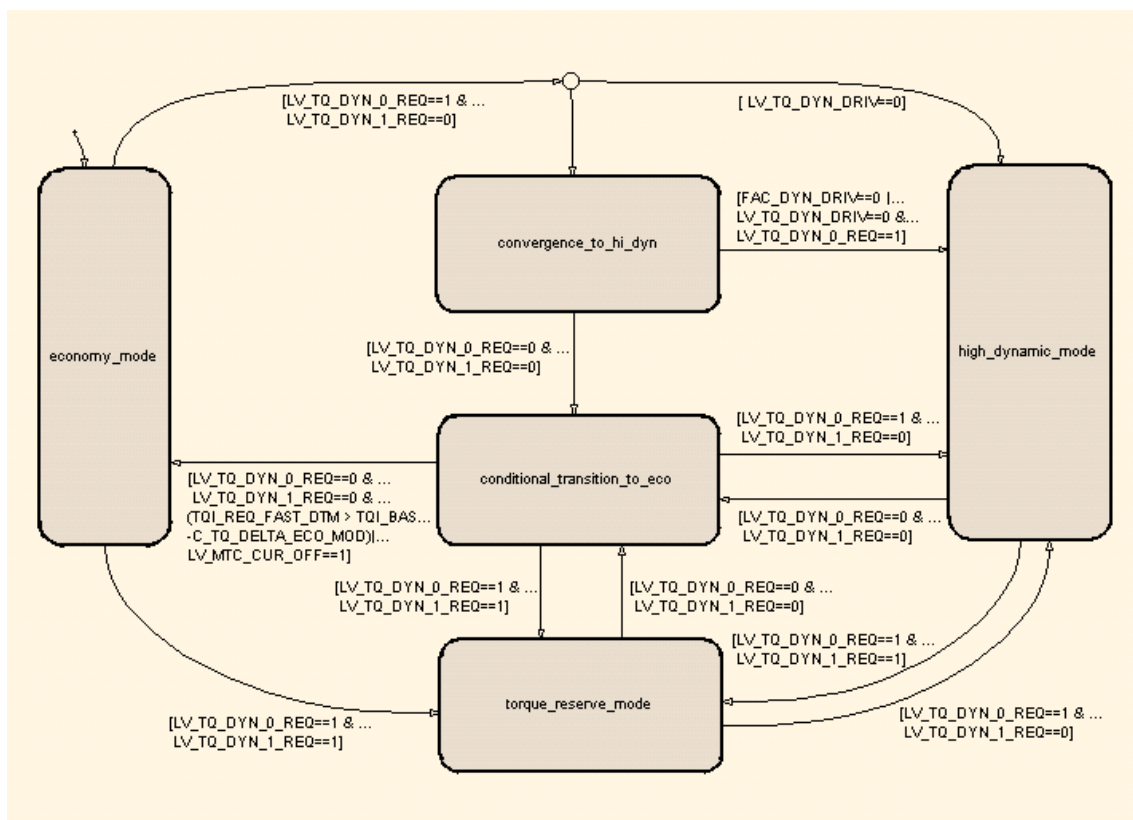 [LV_TQ_DYN_0_REQ==1 & ...
LV_TQ_DYN_1_REQ==0]
[ LV_TQ_DYN_DRIV==0]
[FAC_DYN_DRIV==0 |...
LV_TQ_DYN_DRIV==0 &...
LV_TQ_DYN_0_REQ==1]
convergence_to_hi_dyn
economy_mode
high_dynamic_mode
[LV_TQ_DYN_0_REQ==0 & ...
LV_TQ_DYN_1_REQ==0]
[LV_TQ_DYN_0_REQ==1 & ...
LV_TQ_DYN_1_REQ==0]
conditional_transition_to_eco
[LV_TQ_DYN_0_REQ==0 & ...
LV_TQ_DYN_1_REQ==0 & ...
(TQI_REQ_FAST_DTM > TQI_BAS...
-C_TQ_DELTA_ECO_MOD)|...
LV_MTC_CUR_OFF==1]
[LV_TQ_DYN_0_REQ==0 & ...
LV_TQ_DYN_1_REQ==0]
[LV_TQ_DYN_0_REQ==1 & ...
LV_TQ_DYN_1_REQ==1]
[LV_TQ_DYN_0_REQ==0 & ...
LV_TQ_DYN_1_REQ==0]
[LV_TQ_DYN_0_REQ==1 & ...
LV_TQ_DYN_1_REQ==1]
torque_reserve_mode
[LV_TQ_DYN_0_REQ==1 & ...
LV_TQ_DYN_1_REQ==1]
[LV_TQ_DYN_0_REQ==1 & ...
LV_TQ_DYN_1_REQ==0]